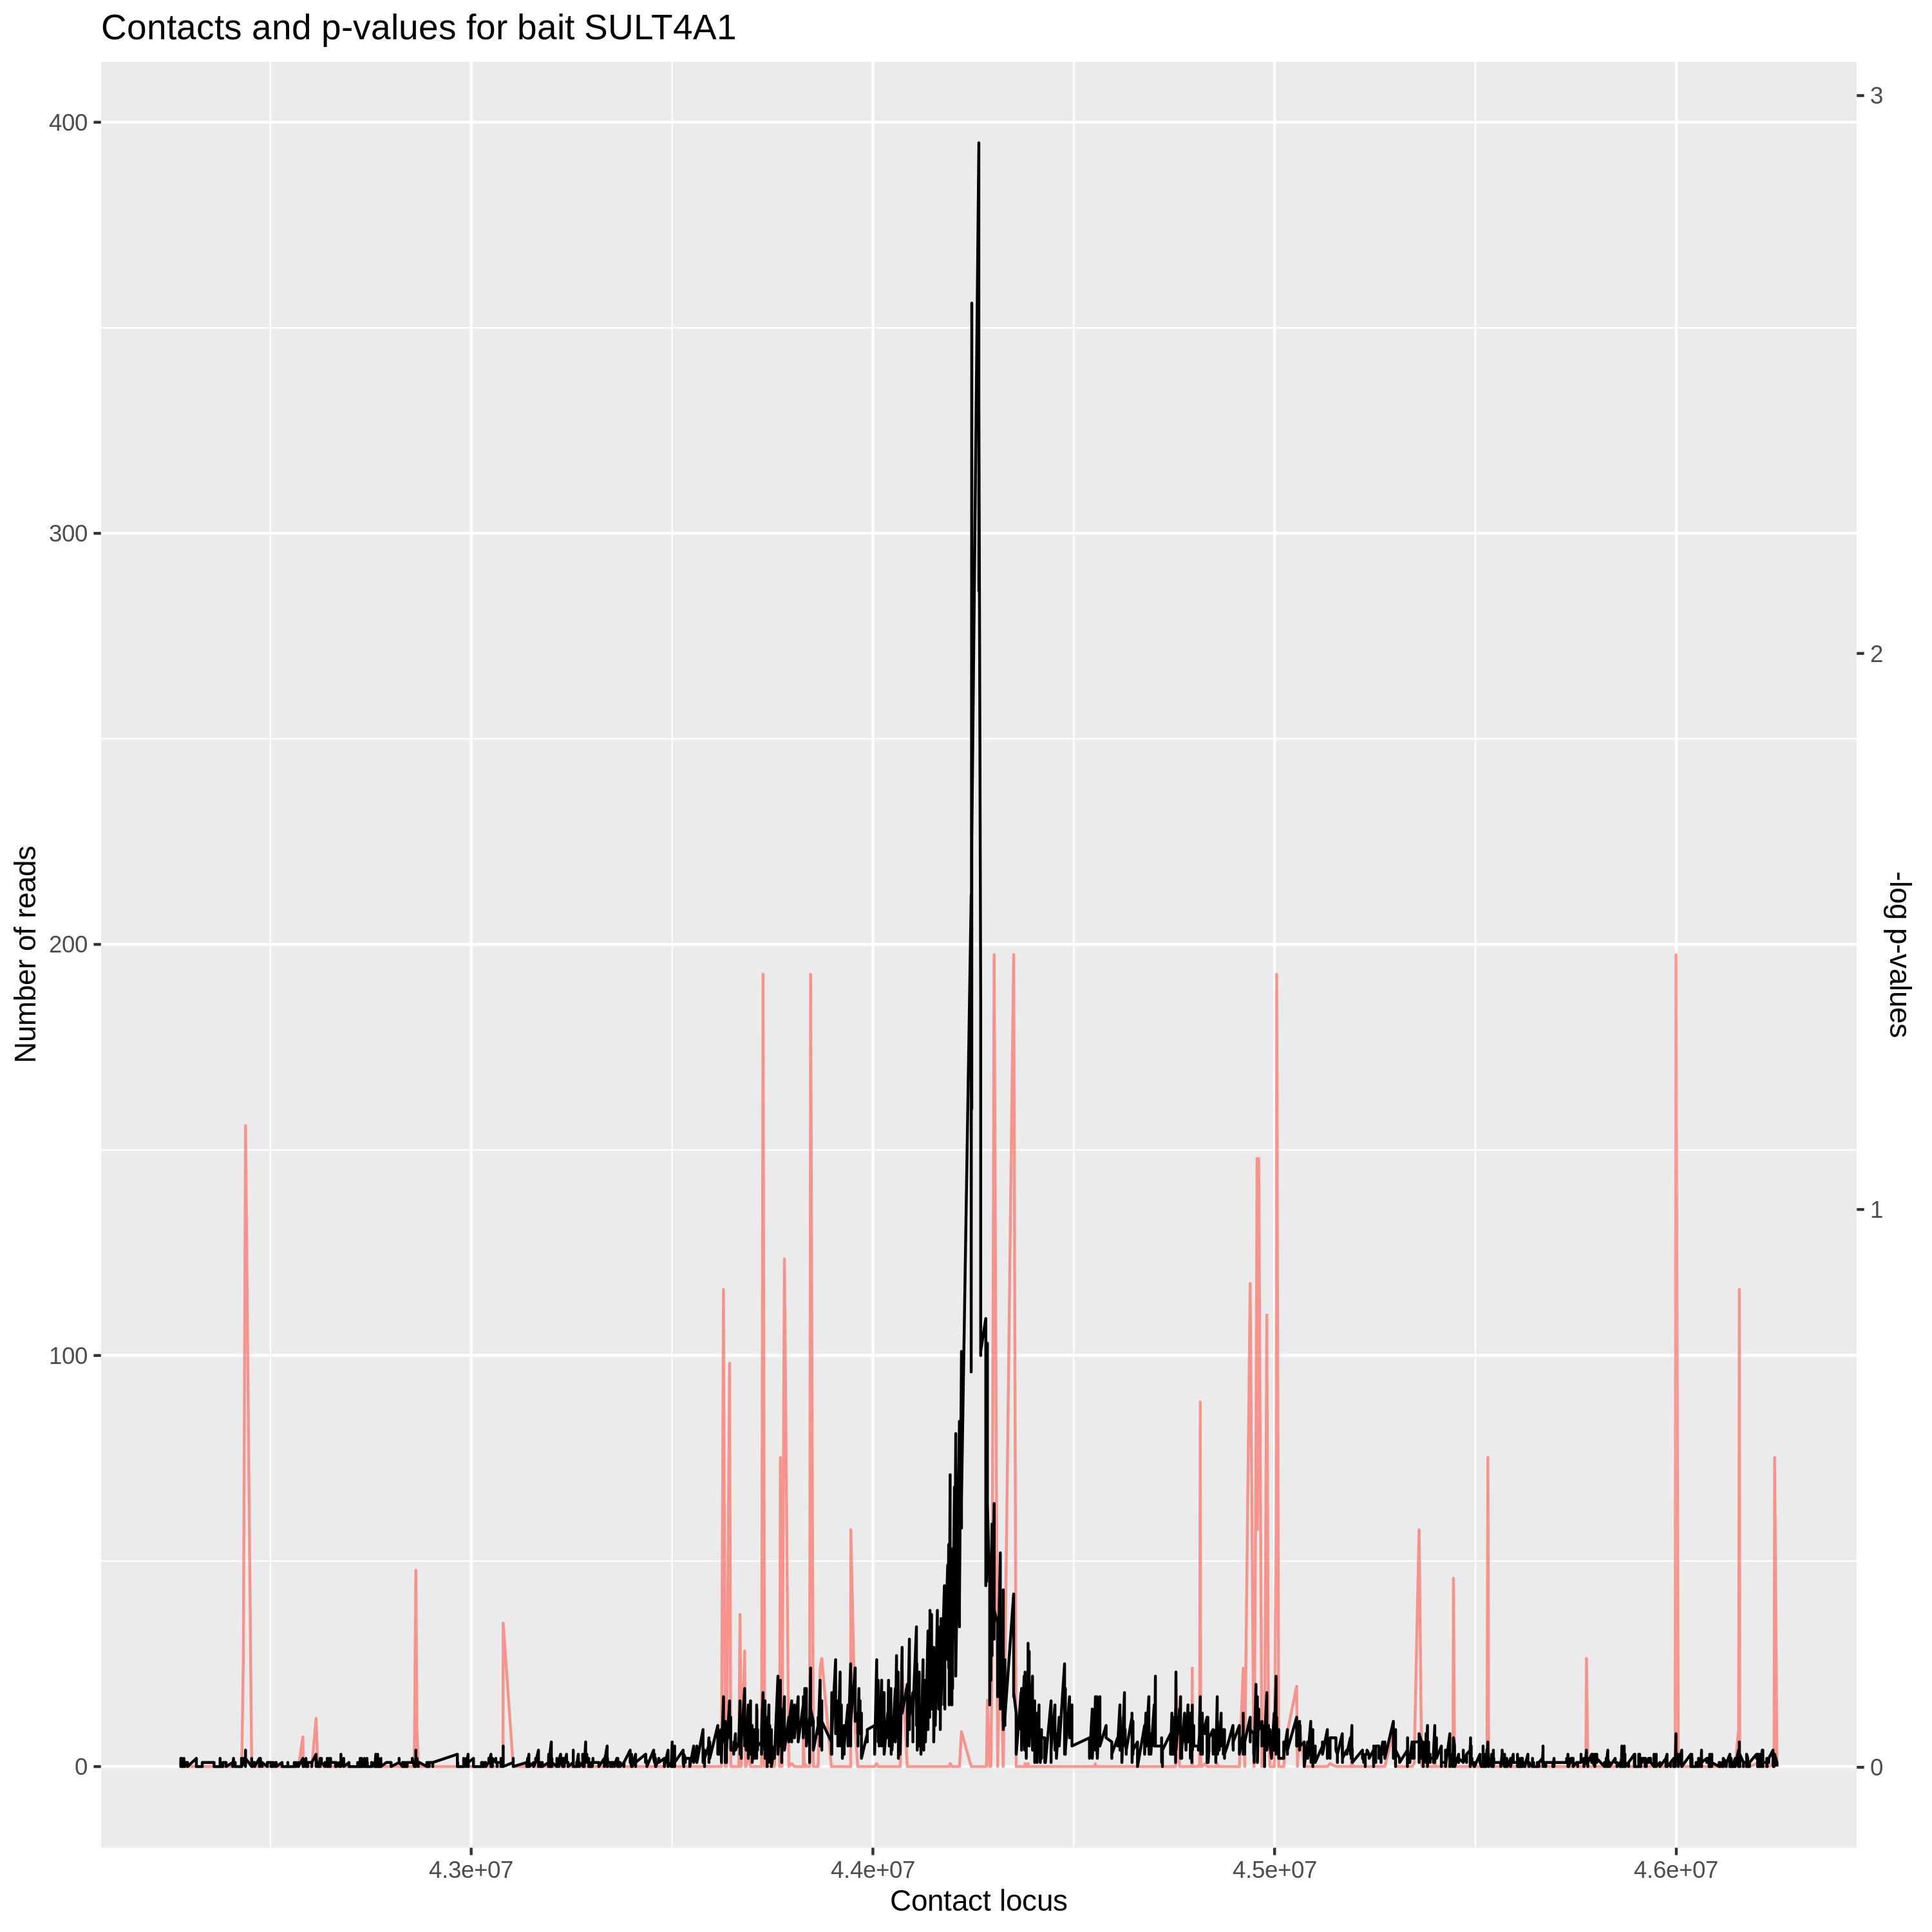 Contacts and p-values for bait SULT4A1
400
300
200
100
0
Number of reads
3
2
1
0
-log p-values
4.3e+07
4.4e+07
4.5e+07
4.6e+07
Contact locus